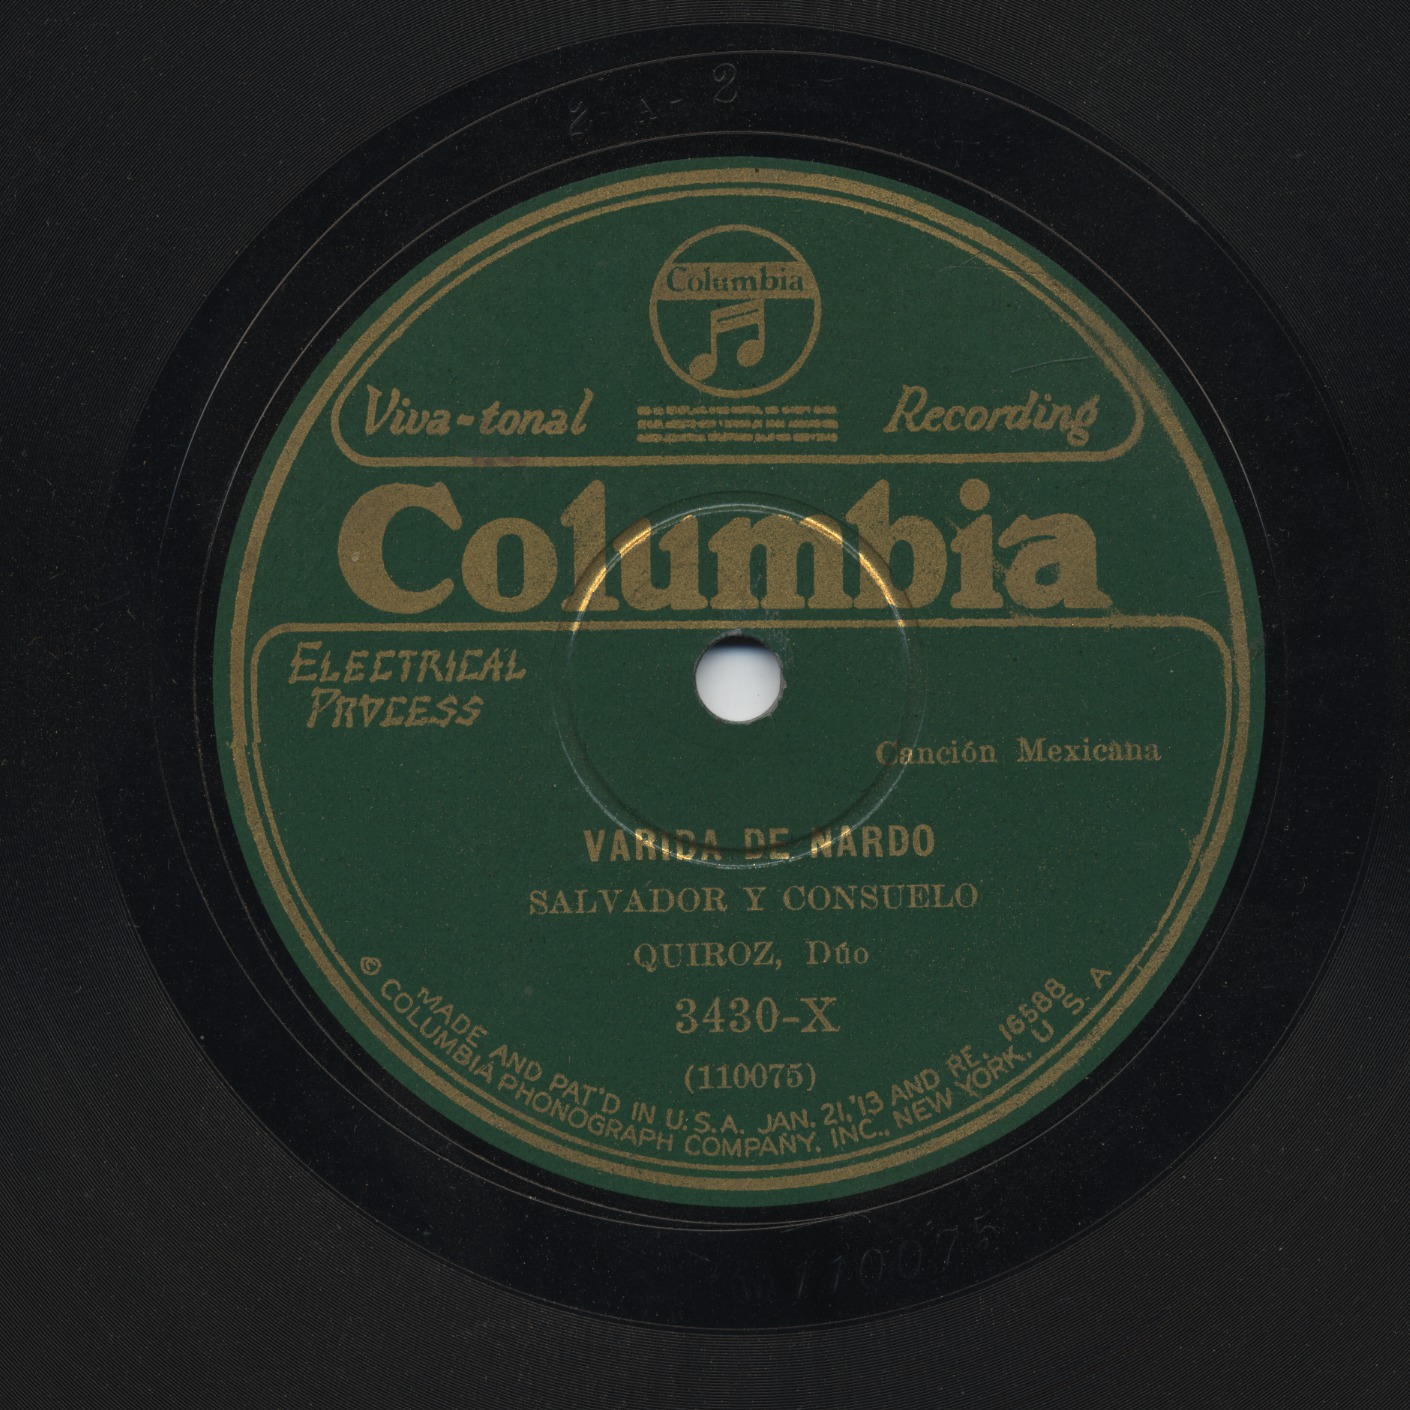 2-A-2
Columbia
Viva-tonal Recording
Columbia
ELECTRICAL
PROCESS
Canción Mexicana
VARIDA DE NARDO
SALVADOR Y CONSUELO
QUIROZ, Dúo
3430-X
(110075)
MADE AND PAT'D IN U.S.A. JAN. 21,'13 AND RE. 16588
© COLUMBIA PHONOGRAPH COMPANY, INC., NEW YORK, U S. A
110075